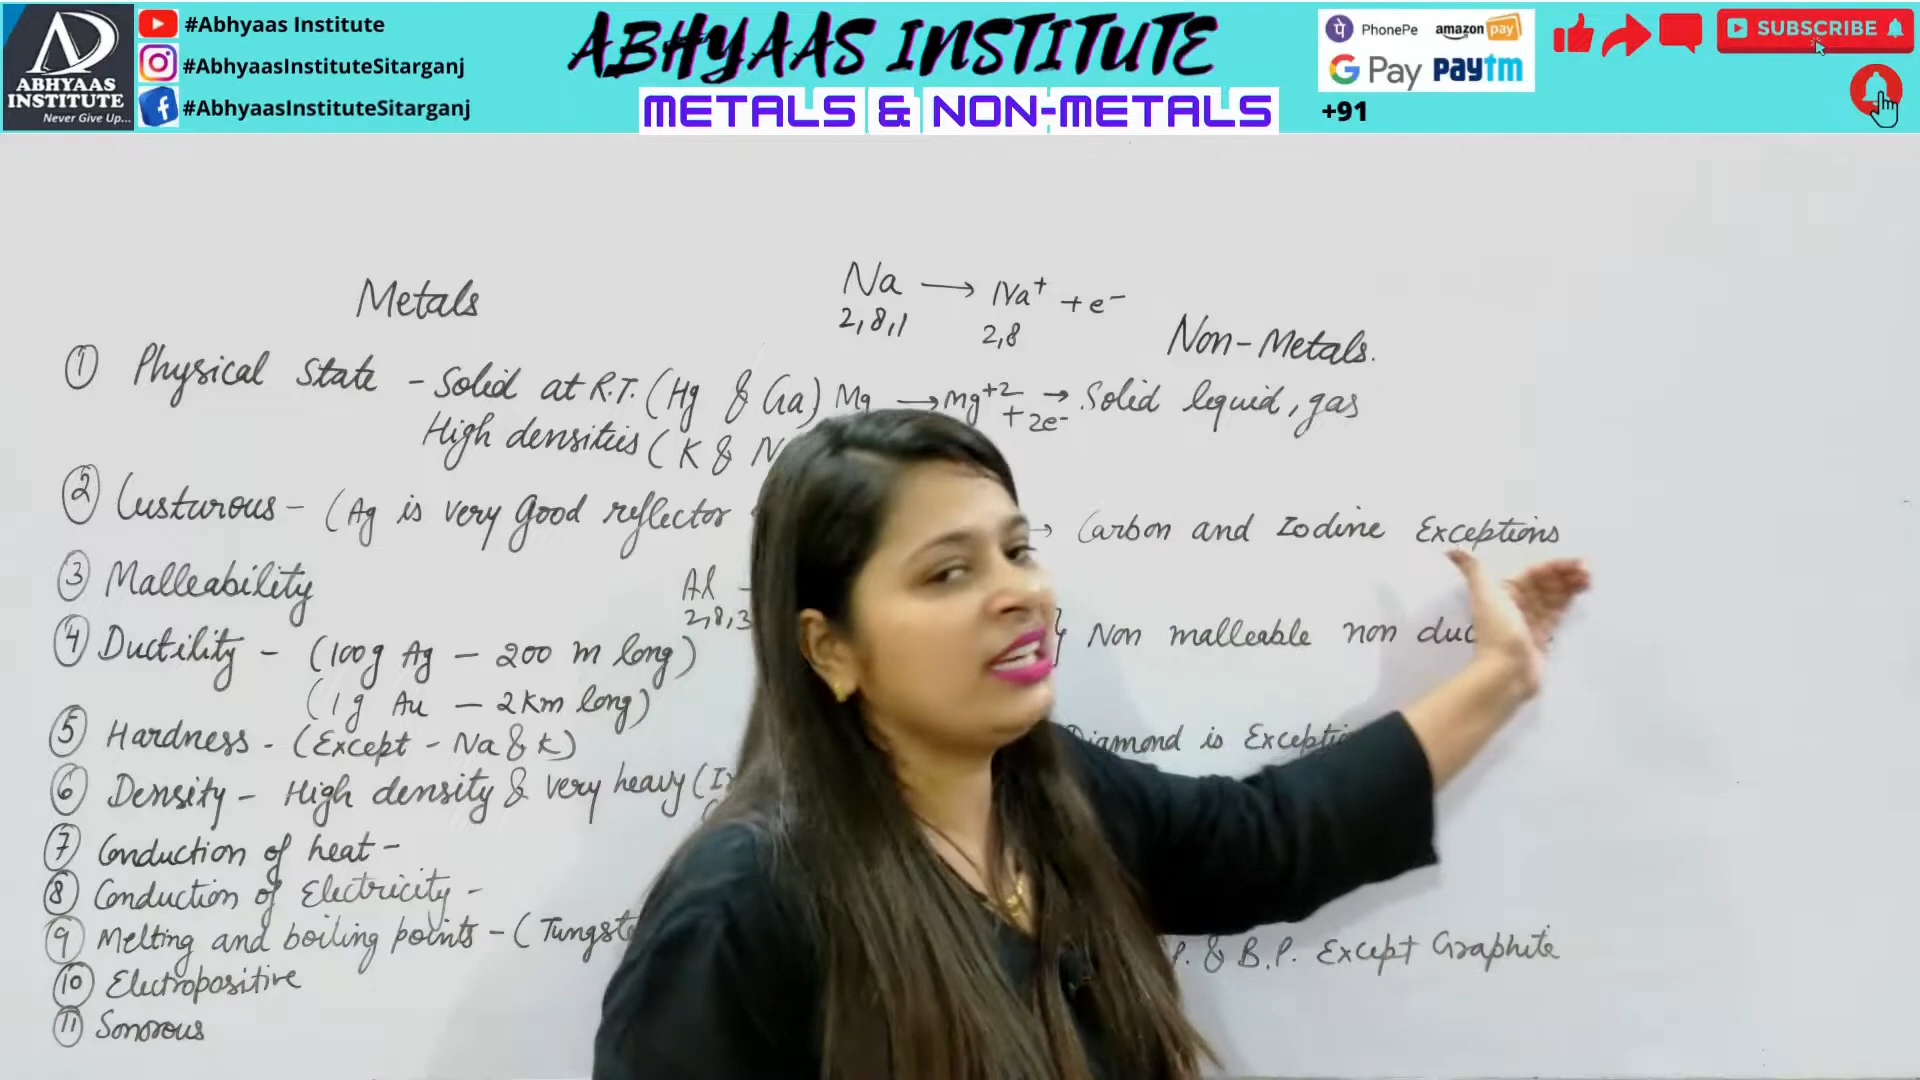 ABHYAAS
INSTITUTE
Never Give Up...
#Abhyaas Institute
#AbhyaasInstituteSitarganj
#AbhyaasInstituteSitarganj
ABHYAAS INSTITUTE
METALS & NON-METALS
PhonePe amazon pay
G Pay paytm
+91
SUBSCRIBE
Metals
Na → Na⁺ + e⁻
2,8,1 2,8
Non-Metals.
① Physical State - Solid at R.T. (Hg & Ga) Mg → Mg⁺² + 2e⁻ → Solid liquid, gas
High densities (K & N
② Lusturous - (Ag is very Good reflector → Carbon and Iodine Exceptions
③ Malleability
Al -
2,8,3
④ Ductility - (100g Ag - 200 m long) } Non malleable non duc
(1g Au - 2Km long)
⑤ Hardness - (Except - Na & K) Diamond is Excepti
⑥ Density - High density & very heavy (I
⑦ Conduction of heat -
⑧ Conduction of Electricity -
⑨ Melting and boiling points - (Tungste P. & B.P. Except Graphite
⑩ Electropositive
⑪ Sonorous